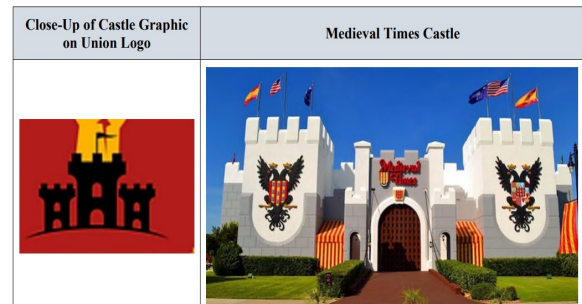 Close-Up of Castle Graphic
on Union Logo
Medieval Times Castle
Medieval
Times